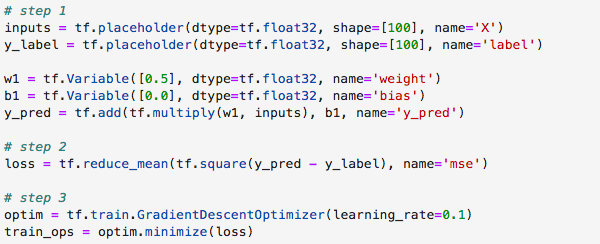 # step 1
inputs = tf.placeholder(dtype=tf.float32, shape=[100], name='X')
y_label = tf.placeholder(dtype=tf.float32, shape=[100], name='label')
w1 = tf.Variable([0.5], dtype=tf.float32, name='weight')
b1 = tf.Variable([0.0], dtype=tf.float32, name='bias')
y_pred = tf.add(tf.multiply(w1, inputs), b1, name='y_pred')
# step 2
loss = tf.reduce_mean(tf.square(y_pred - y_label), name='mse')
# step 3
optim = tf.train.GradientDescentOptimizer(learning_rate=0.1)
train_ops = optim.minimize(loss)